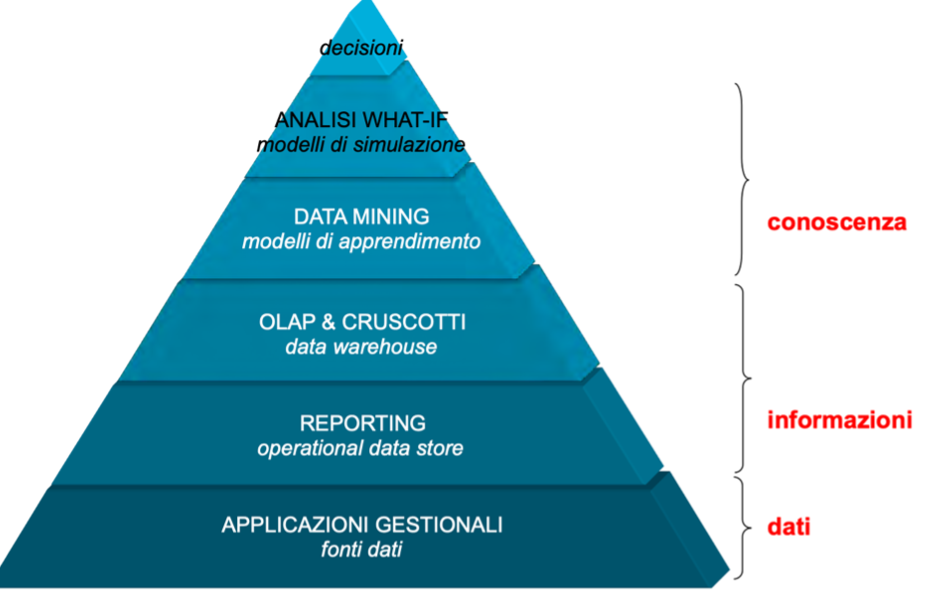 decisioni
ANALISI WHAT-IF
modelli di simulazione
DATA MINING
modelli di apprendimento
conoscenza
OLAP & CRUSCOTTI
data warehouse
REPORTING
operational data store
informazioni
APPLICAZIONI GESTIONALI
fonti dati
dati